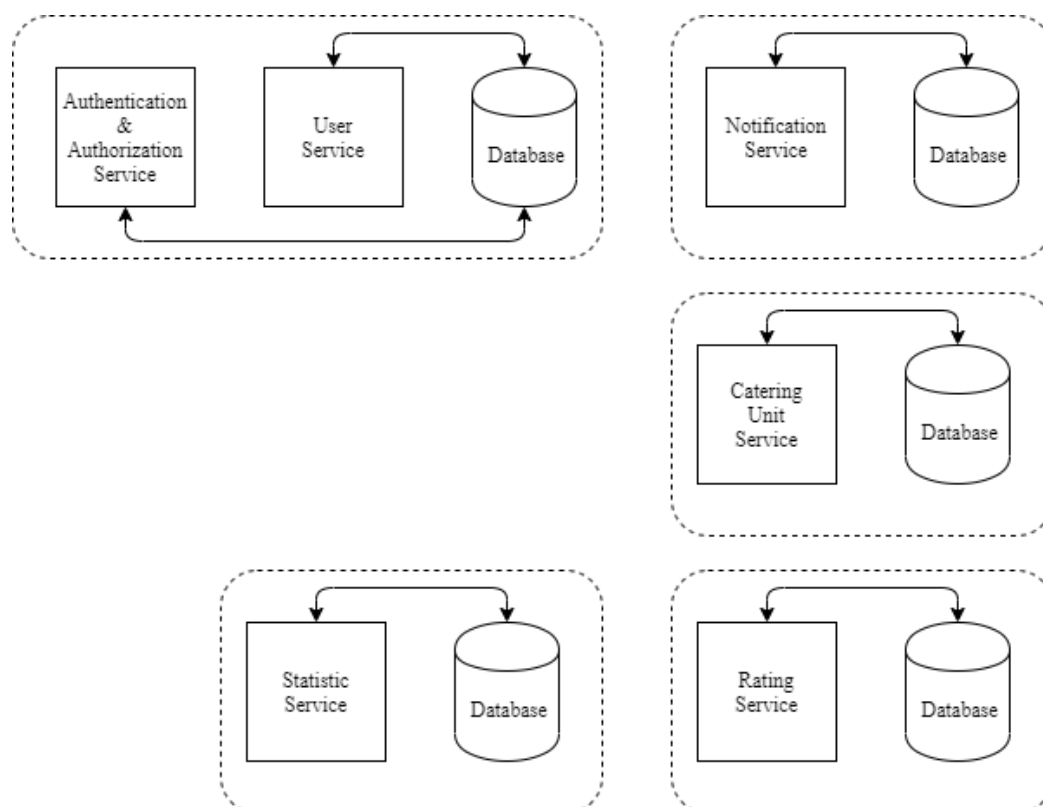 Authentication
&
Authorization
Service
User
Service
Database
Notification
Service
Database
Catering
Unit
Service
Database
Statistic
Service
Database
Rating
Service
Database